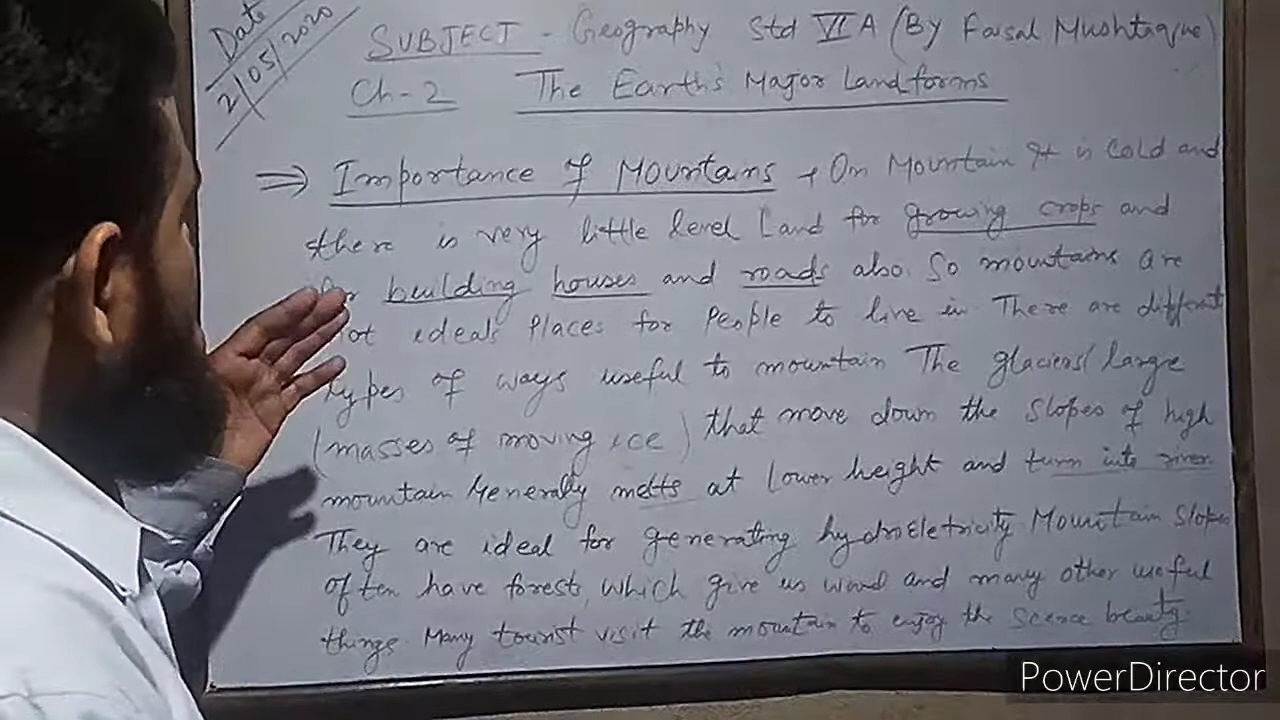 Date
2/05/2020
SUBJECT - Geography Std VI A (By Faisal Mushtaque)
Ch-2 The Earth's Major Landforms
⇒ Importance of Mountains → On Mountain It is cold and
there is very little level land for growing crops and
for building houses and roads also. So mountains are
not ideals places for people to live in. There are different
types of ways useful to mountain The glaciers/large
(masses of moving ice) that move down the slopes of high
mountain Generally melts at lower height and turn into river
They are ideal for generating hydroeletricity Mountain slopes
often have forest, which give us wood and many other useful
things. Many tourist visit the mountain to enjoy the scence beauty.
PowerDirector